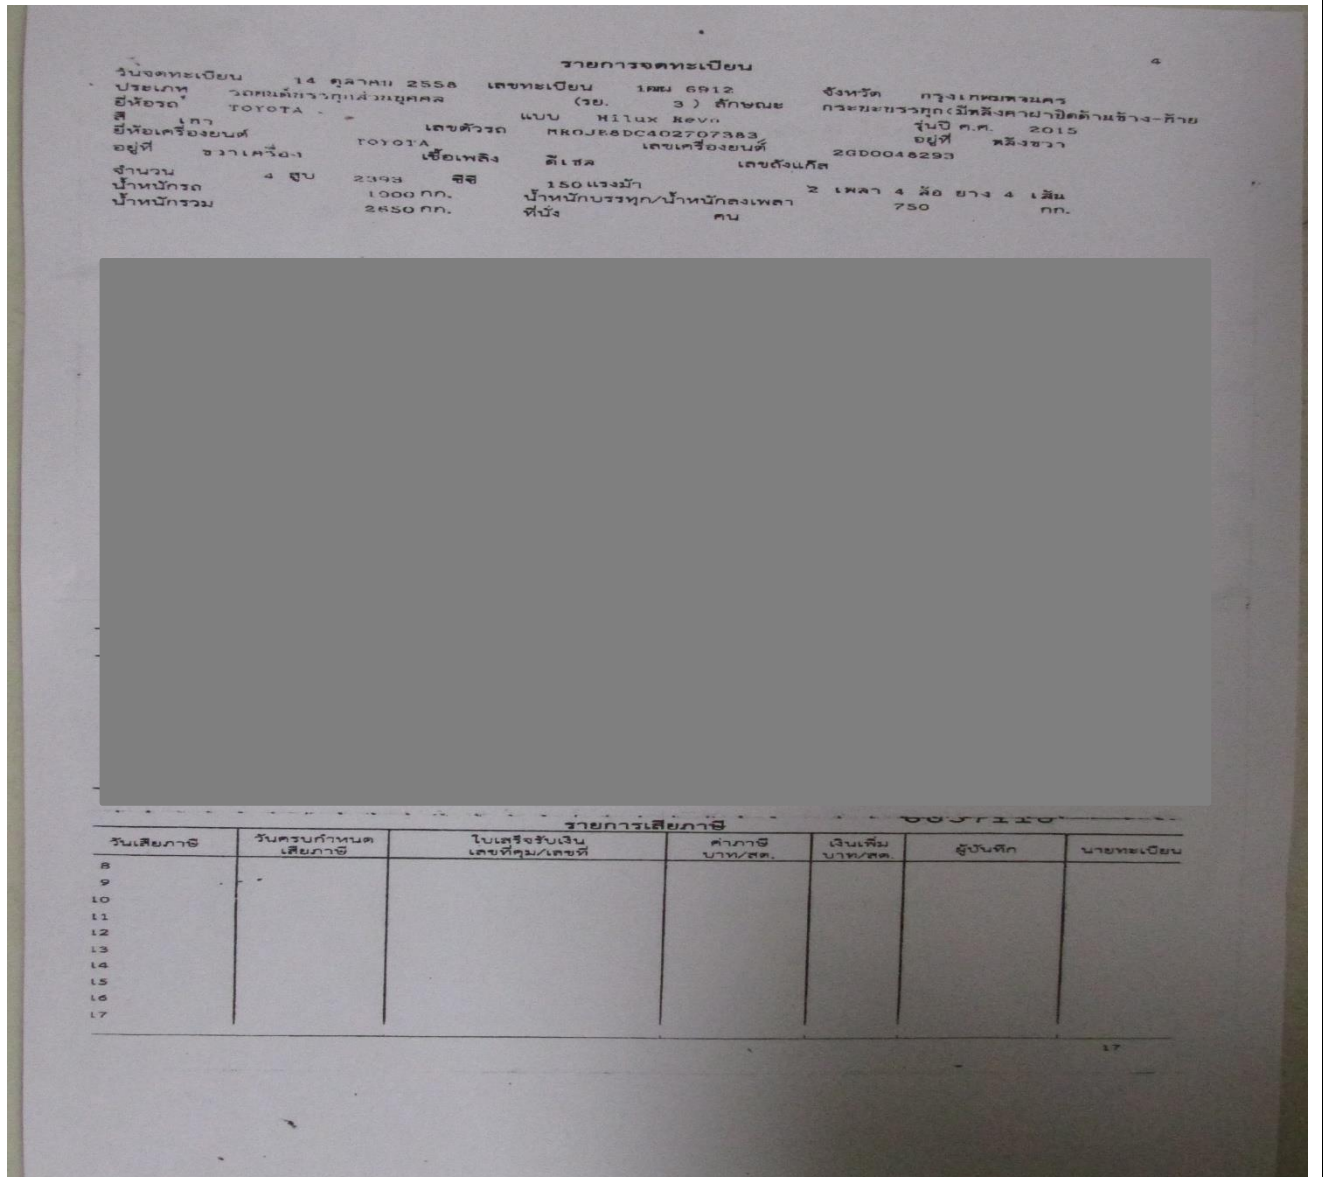 รายการจดทะเบียน 4
วันจดทะเบียน 14 ตุลาคม 2558 เลขทะเบียน 6912 จังหวัด กรุงเทพมหานคร
ประเภท รถยนต์บรรทุกส่วนบุคคล (รย. 3 ) ลักษณะ กระบะบรรทุก(มีหลังคาฝาปิดด้านข้าง-ท้าย
ยี่ห้อรถ TOYOTA แบบ Hilux Revo รุ่นปี ค.ศ. 2015
สี เทา เลขตัวรถ MR0JE8DC402707383 อยู่ที่ หลังขวา
ยี่ห้อเครื่องยนต์ TOYOTA เลขเครื่องยนต์ 2GD0048293
อยู่ที่ ขวาเครื่อง เชื้อเพลิง ดีเซล เลขถังแก๊ส
จำนวน 4 สูบ 2393 ซีซี 150แรงม้า 2 เพลา 4 ล้อ ยาง 4 เส้น
น้ำหนักรถ 1900 กก. น้ำหนักบรรทุก/น้ำหนักลงเพลา 750 กก.
น้ำหนักรวม 2650 กก. ที่นั่ง คน
รายการเสียภาษี
วันเสียภาษี วันครบกำหนด ใบเสร็จรับเงิน ค่าภาษี เงินเพิ่ม ผู้บันทึก นายทะเบียน
เสียภาษี เลขที่คุม/เลขที่ บาท/สต. บาท/สต.
8
9
10
11
12
13
14
15
16
17
17